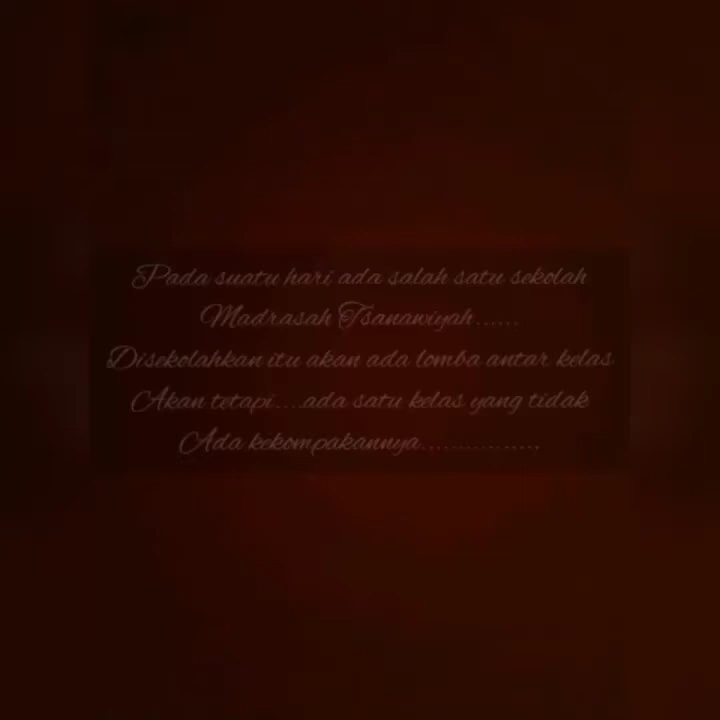 Pada suatu hari ada salah satu sekolah
Madrasah Tsanawiyah......
Disekolahkan itu akan ada lomba antar kelas
Akan tetapi....ada satu kelas yang tidak
Ada kekompakannya...............